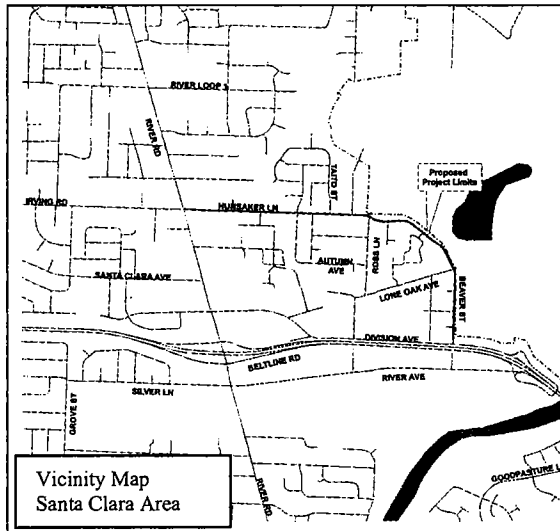 RIVER LOOP 1
RIVER RD
TAITO ST
Proposed
Project Limits
IRVING RD
HUNSAKER LN
ROSS LN
AUTUMN
AVE
SANTA CLARA AVE
LONE OAK AVE
BEAVER ST
DIVISION AVE
BELTLINE RD
RIVER AVE
SILVER LN
GROVE ST
GOODPASTURE
RIVER RD
Vicinity Map
Santa Clara Area